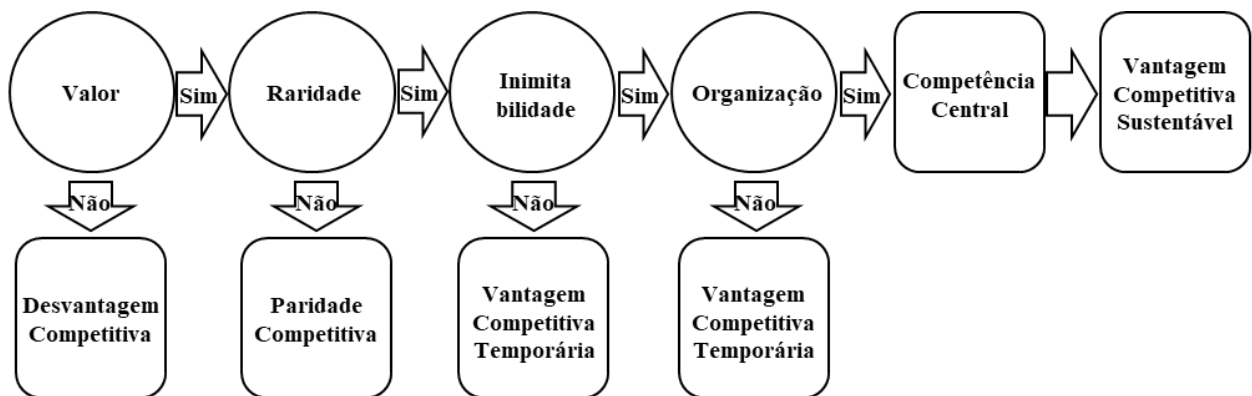 Valor
Sim
Raridade
Sim
Inimita
bilidade
Sim
Organização
Sim
Competência
Central
Vantagem
Competitiva
Sustentável
Não
Não
Não
Não
Desvantagem
Competitiva
Paridade
Competitiva
Vantagem
Competitiva
Temporária
Vantagem
Competitiva
Temporária